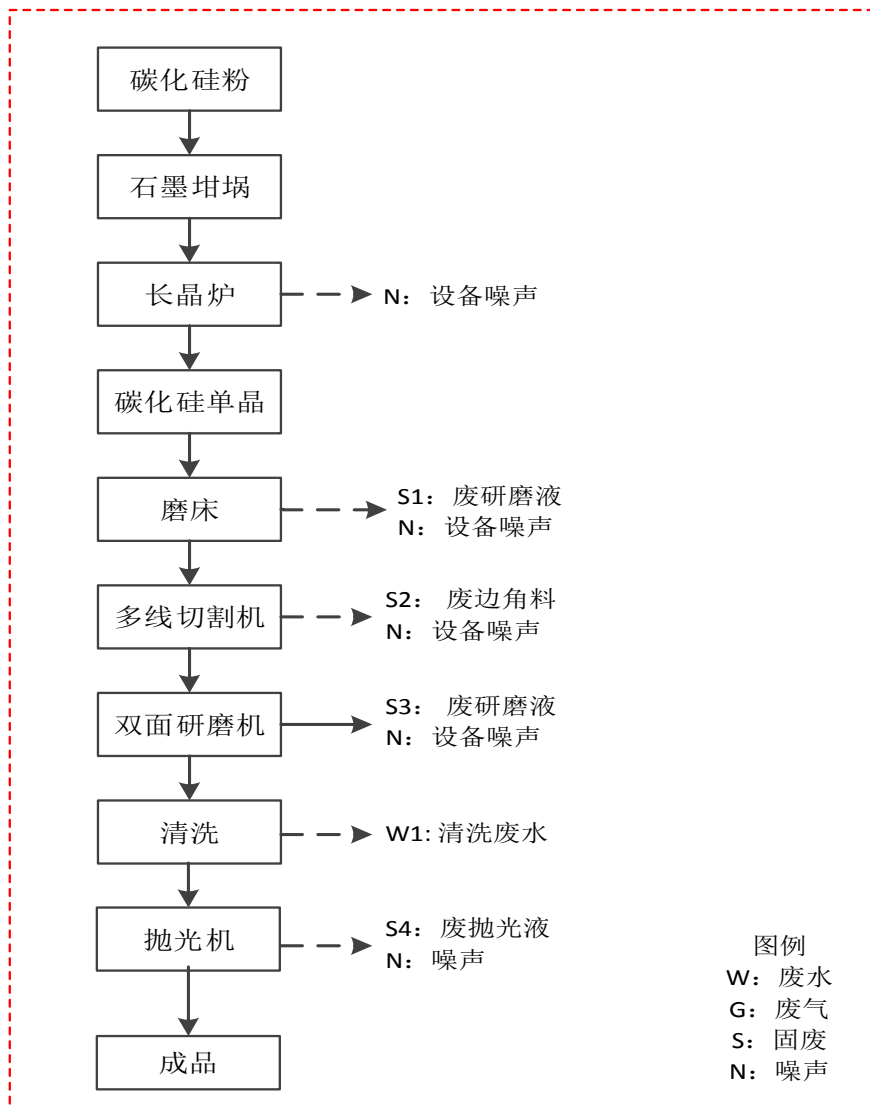 碳化硅粉
石墨坩埚
长晶炉
N：设备噪声
碳化硅单晶
磨床
S1：废研磨液
N：设备噪声
多线切割机
S2： 废边角料
N：设备噪声
双面研磨机
S3： 废研磨液
N：设备噪声
清洗
W1: 清洗废水
抛光机
S4：废抛光液
N：噪声
成品
图例
W：废水
G：废气
S：固废
N：噪声